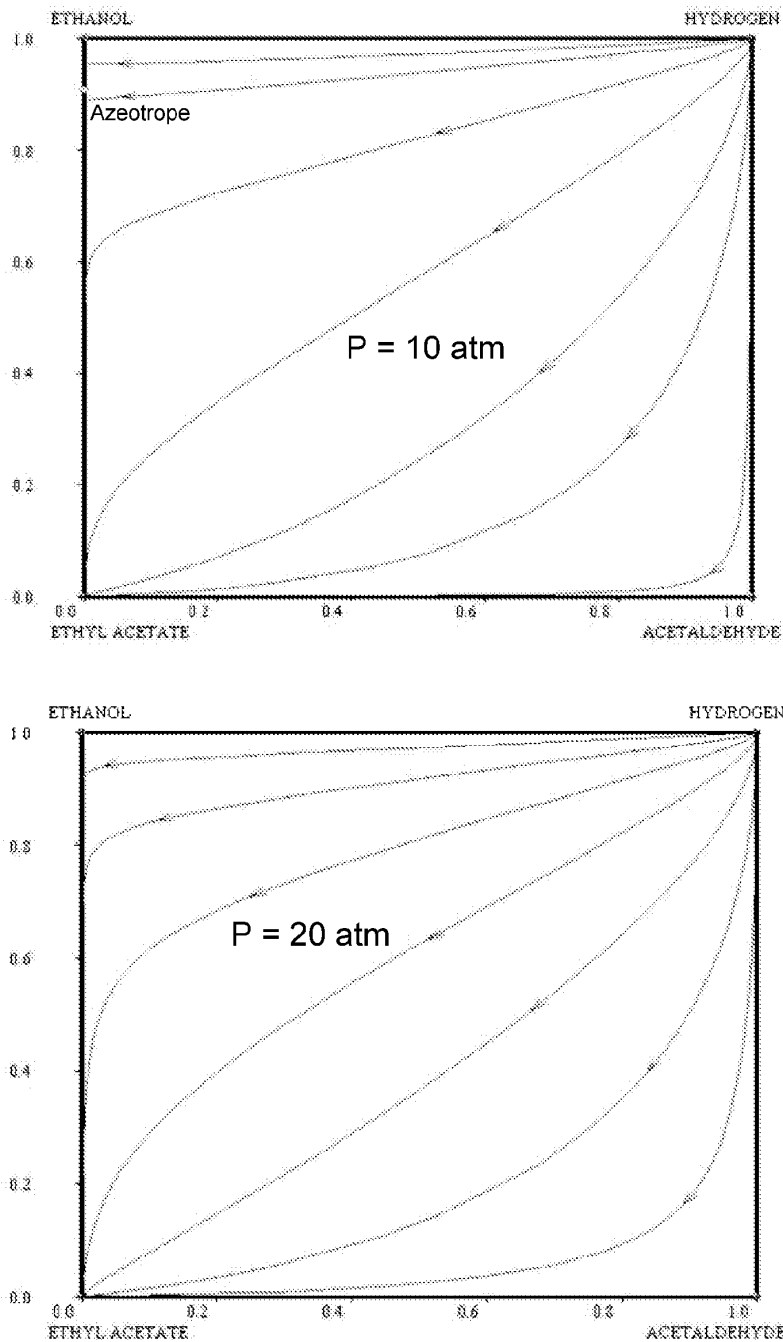 ETHANOL HYDROGEN
1.0
Azeotrope
0.8
0.6
P = 10 atm
0.4
0.2
0.0
0.0 0.2 0.4 0.6 0.8 1.0
ETHYL ACETATE ACETALDEHYDE
ETHANOL HYDROGEN
1.0
0.8
P = 20 atm
0.6
0.4
0.2
0.0
0.0 0.2 0.4 0.6 0.8 1.0
ETHYL ACETATE ACETALDEHYDE